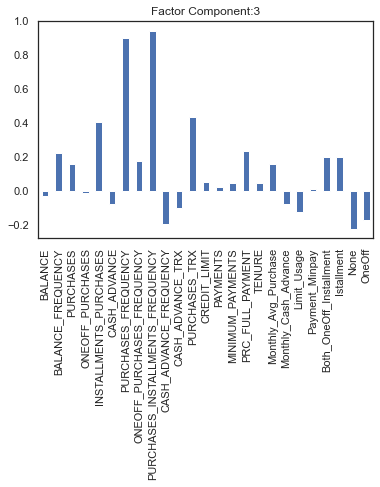 Factor Component:3
1.0
0.8
0.6
0.4
0.2
0.0
−0.2
BALANCE
BALANCE_FREQUENCY
PURCHASES
ONEOFF_PURCHASES
INSTALLMENTS_PURCHASES
CASH_ADVANCE
PURCHASES_FREQUENCY
ONEOFF_PURCHASES_FREQUENCY
PURCHASES_INSTALLMENTS_FREQUENCY
CASH_ADVANCE_FREQUENCY
CASH_ADVANCE_TRX
PURCHASES_TRX
CREDIT_LIMIT
PAYMENTS
MINIMUM_PAYMENTS
PRC_FULL_PAYMENT
TENURE
Monthly_Avg_Purchase
Monthly_Cash_Advance
Limit_Usage
Payment_Minpay
Both_OneOff_Installment
Istallment
None
OneOff